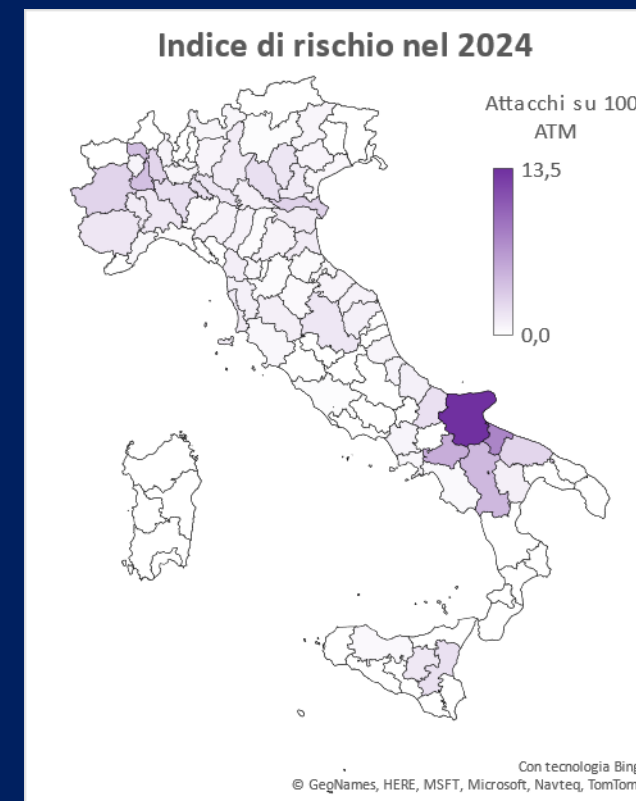 Indice di rischio nel 2024
Attacchi su 100
ATM
13,5
0,0
Con tecnologia Bing
© GeoNames, HERE, MSFT, Microsoft, Navteq, TomTom